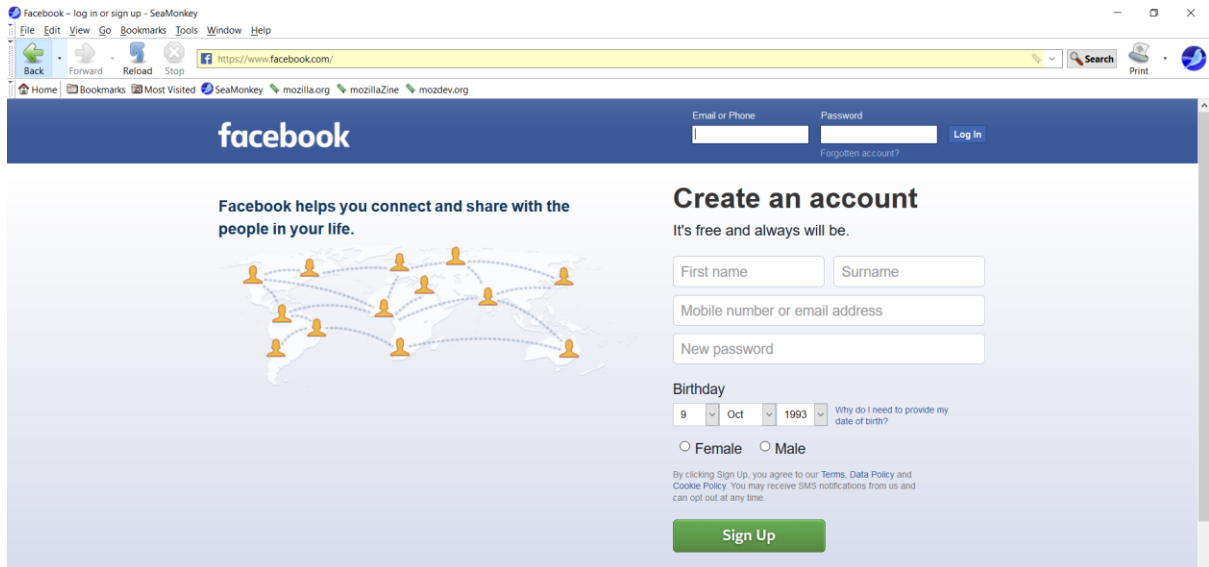 Facebook – log in or sign up - SeaMonkey
File Edit View Go Bookmarks Tools Window Help
Back Forward Reload Stop https://www.facebook.com/ Search Print
Home Bookmarks Most Visited SeaMonkey mozilla.org mozillaZine mozdev.org
facebook
Email or Phone Password
Log In
Forgotten account?
Facebook helps you connect and share with the
people in your life.
Create an account
It's free and always will be.
First name Surname
Mobile number or email address
New password
Birthday
9 Oct 1993 Why do I need to provide my
date of birth?
Female Male
By clicking Sign Up, you agree to our Terms, Data Policy and
Cookie Policy. You may receive SMS notifications from us and
can opt out at any time.
Sign Up